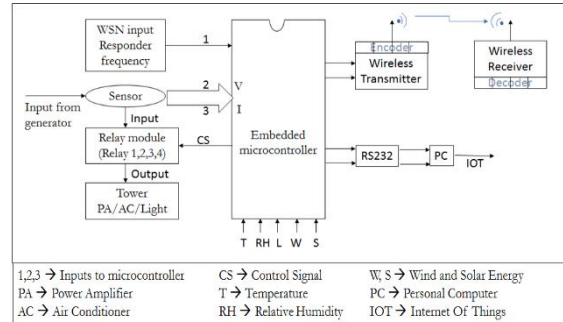 WSN input
Responder
frequency
1
Input from
generator
Sensor
2
3
V
I
Input
Relay module
(Relay 1,2,3,4)
CS
Output
Tower
PA/AC/Light
Embedded
microcontroller
T RH L W S
Encoder
Wireless
Transmitter
Wireless
Receiver
Decoder
RS232
PC
IOT
1,2,3 → Inputs to microcontroller
CS → Control Signal
W, S → Wind and Solar Energy
PA → Power Amplifier
T → Temperature
PC → Personal Computer
AC → Air Conditioner
RH → Relative Humidity
IOT → Internet Of Things